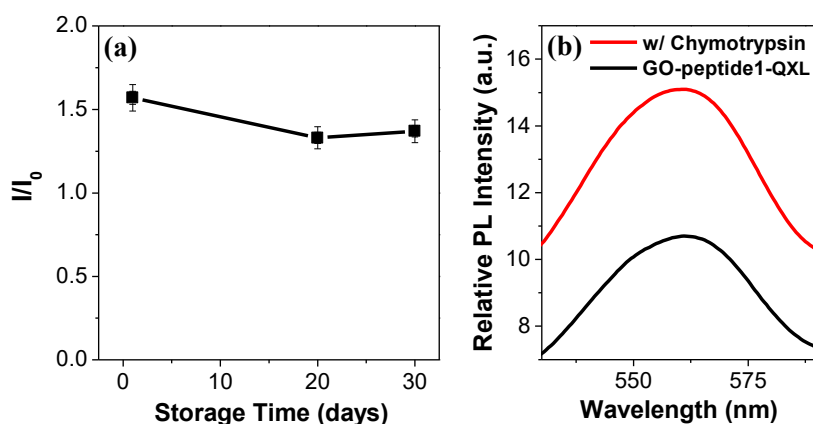 (a)
2.0
1.5
1.0
0.5
0.0
I/I₀
0
10
20
30
Storage Time (days)
(b)
w/ Chymotrypsin
GO-peptide1-QXL
16
14
12
10
8
Relative PL Intensity (a.u.)
550
575
Wavelength (nm)